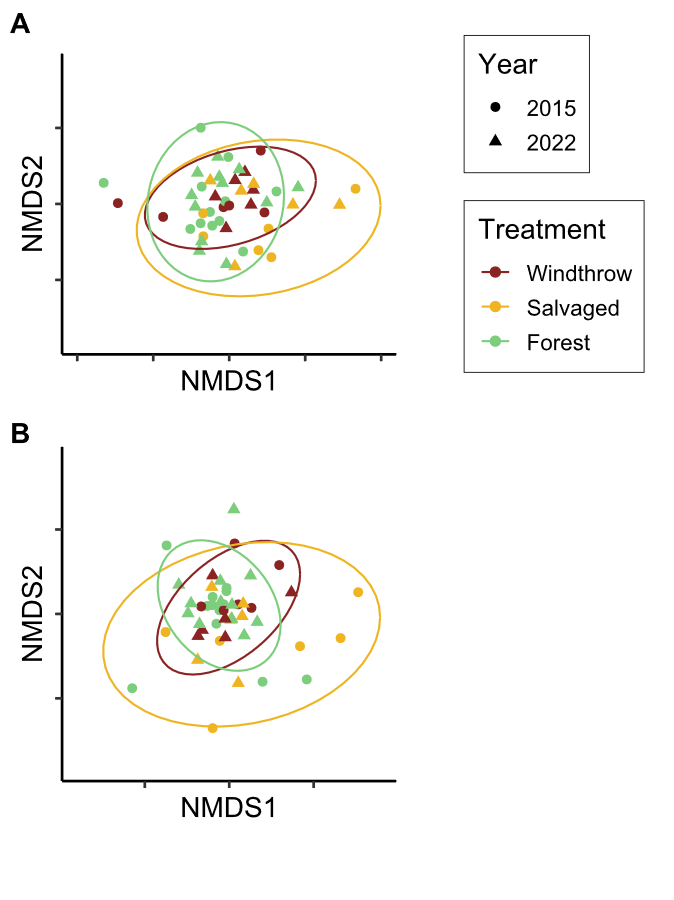 A
NMDS2
NMDS1
Year
2015
2022
Treatment
Windthrow
Salvaged
Forest
B
NMDS2
NMDS1